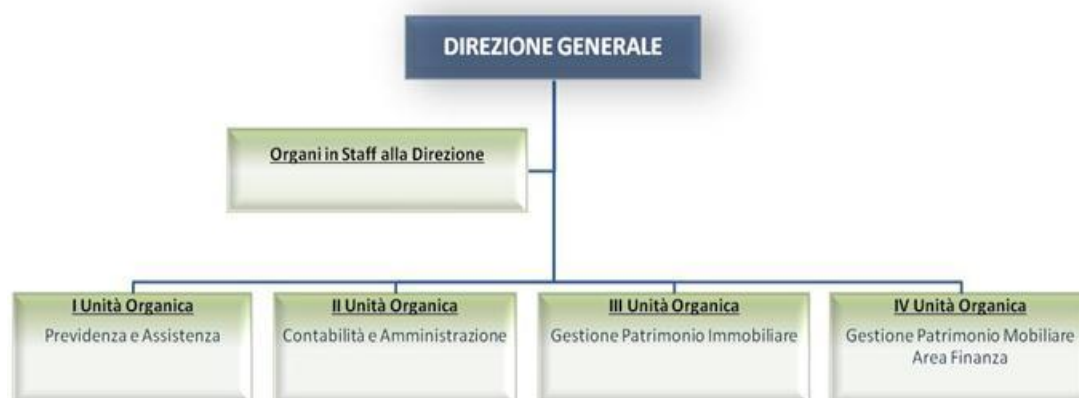 DIREZIONE GENERALE
Organi in Staff alla Direzione
I Unità Organica
Previdenza e Assistenza
II Unità Organica
Contabilità e Amministrazione
III Unità Organica
Gestione Patrimonio Immobiliare
IV Unità Organica
Gestione Patrimonio Mobiliare
Area Finanza